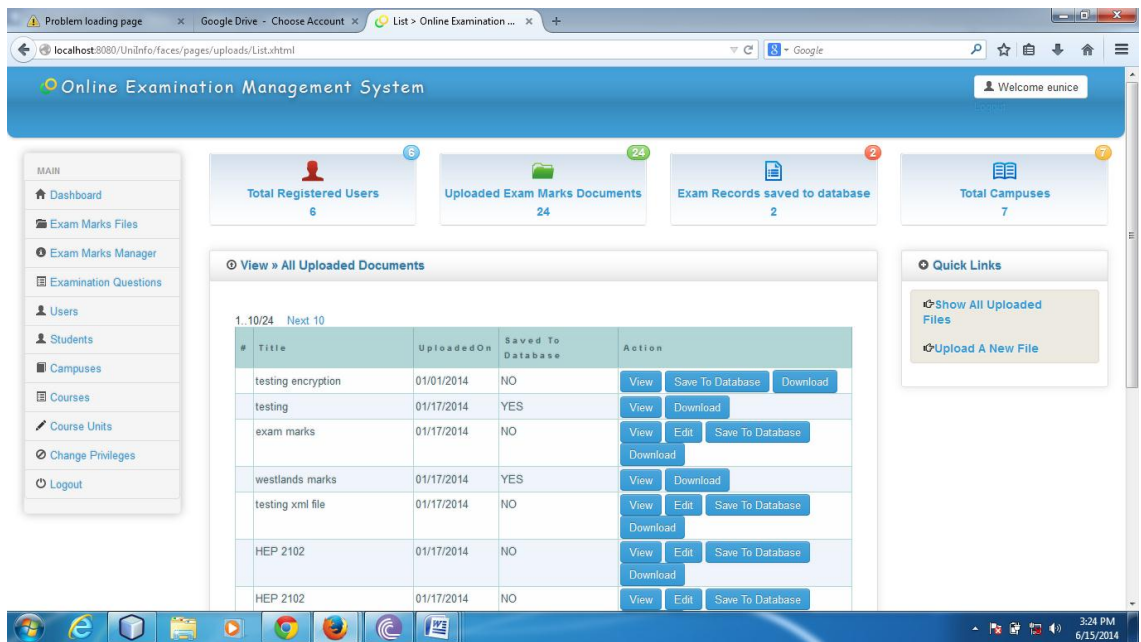 Problem loading page
Google Drive - Choose Account
List > Online Examination ...
localhost:8080/UniInfo/faces/pages/uploads/List.xhtml
Google
Online Examination Management System
Welcome eunice
Logout
MAIN
Dashboard
Exam Marks Files
Exam Marks Manager
Examination Questions
Users
Students
Campuses
Courses
Course Units
Change Privileges
Logout
6
Total Registered Users
6
24
Uploaded Exam Marks Documents
24
2
Exam Records saved to database
2
7
Total Campuses
7
View » All Uploaded Documents
1..10/24 Next 10
# Title UploadedOn Saved To Database Action
testing encryption 01/01/2014 NO View Save To Database Download
testing 01/17/2014 YES View Download
exam marks 01/17/2014 NO View Edit Save To Database
Download
westlands marks 01/17/2014 YES View Download
testing xml file 01/17/2014 NO View Edit Save To Database
Download
HEP 2102 01/17/2014 NO View Edit Save To Database
Download
HEP 2102 01/17/2014 NO View Edit Save To Database
Quick Links
Show All Uploaded
Files
Upload A New File
3:24 PM
6/15/2014